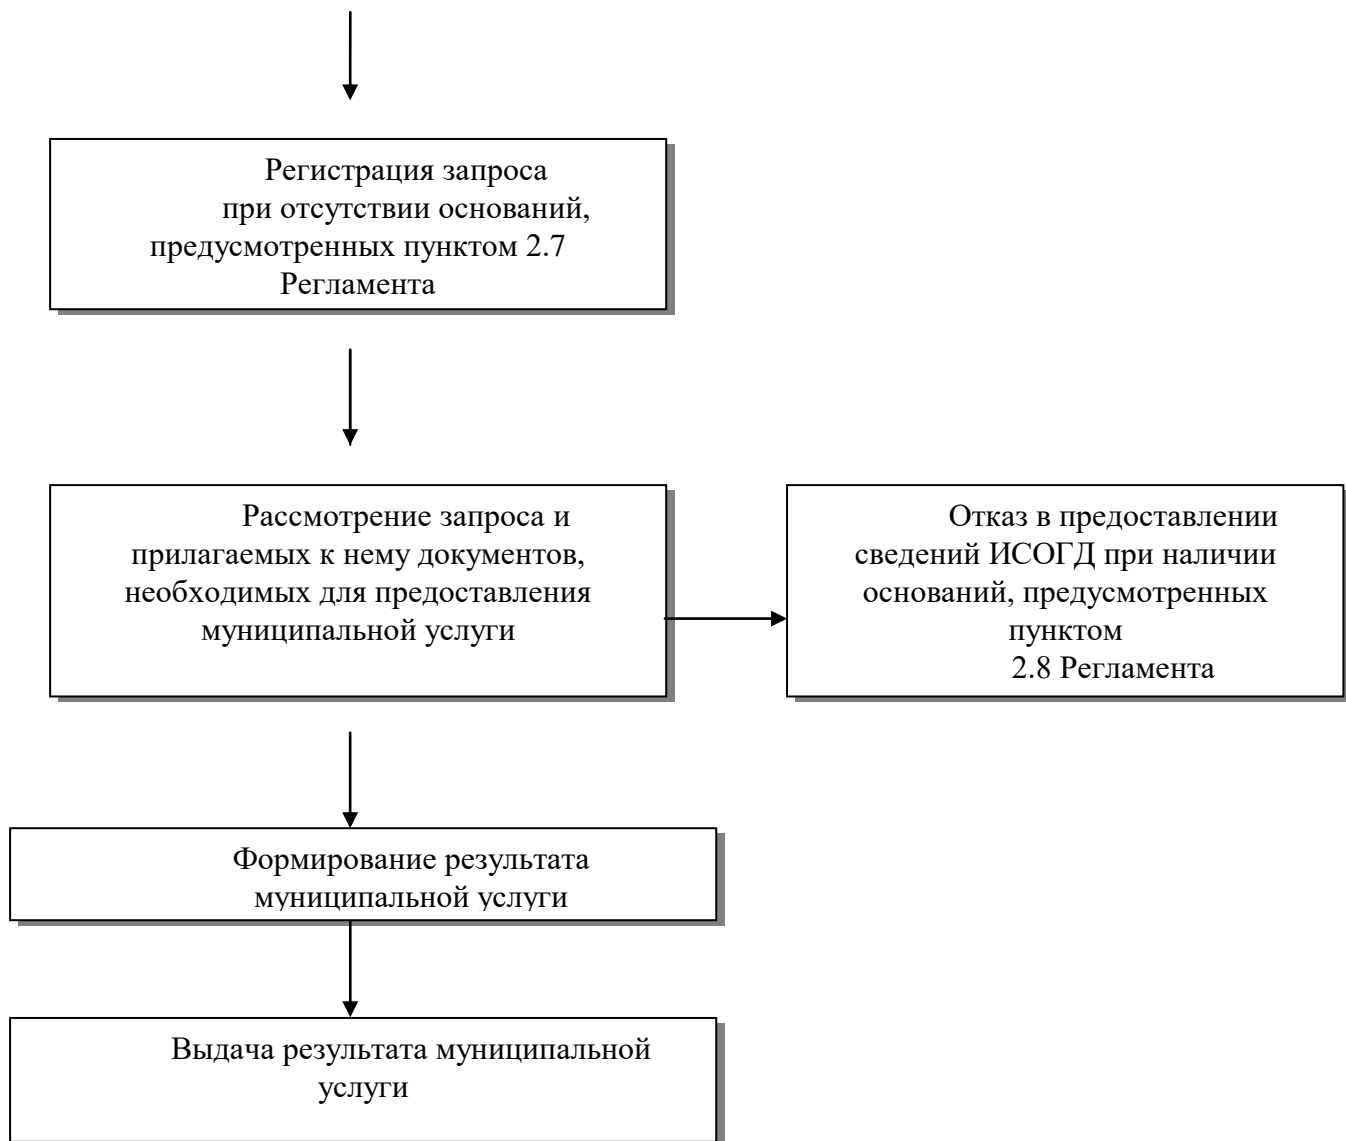 Регистрация запроса
при отсутствии оснований,
предусмотренных пунктом 2.7
Регламента
Рассмотрение запроса и
прилагаемых к нему документов,
необходимых для предоставления
муниципальной услуги
Отказ в предоставлении
сведений ИСОГД при наличии
оснований, предусмотренных
пунктом
2.8 Регламента
Формирование результата
муниципальной услуги
Выдача результата муниципальной
услуги